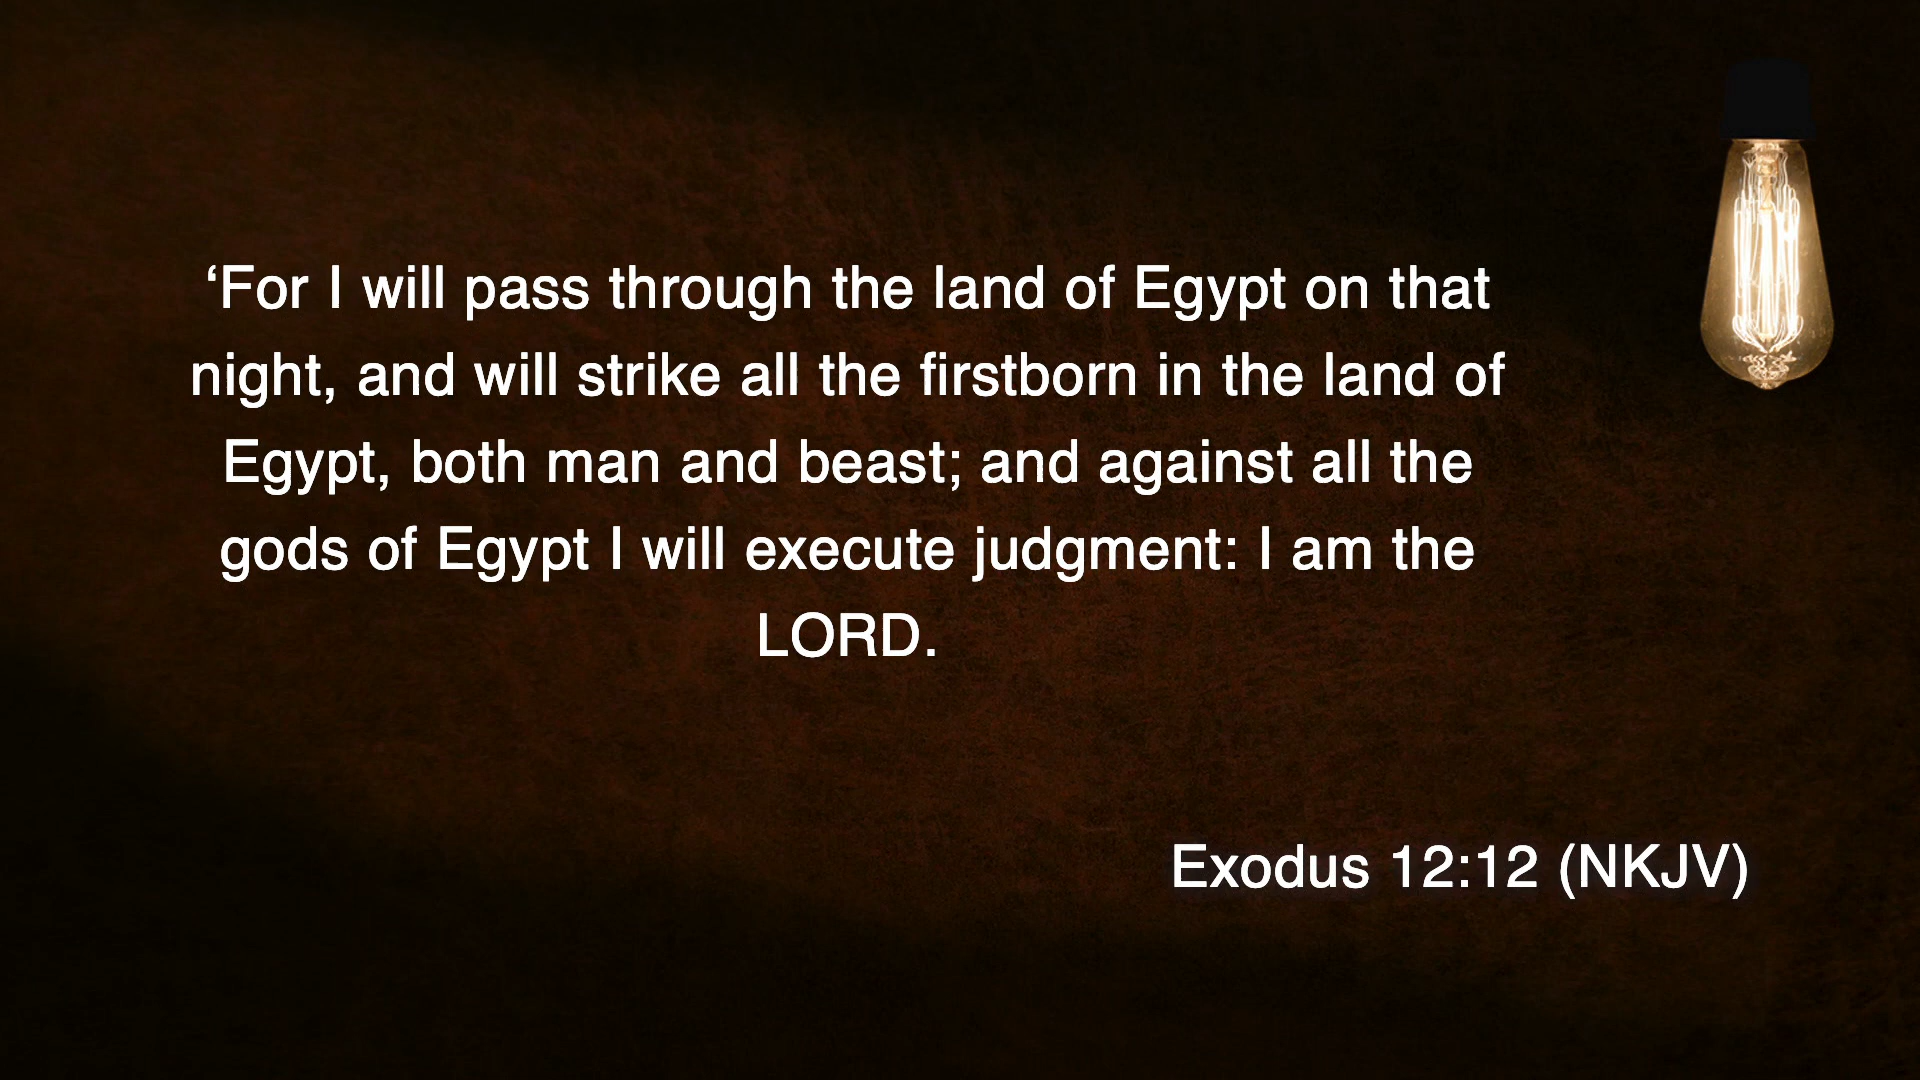 ‘For I will pass through the land of Egypt on that
night, and will strike all the firstborn in the land of
Egypt, both man and beast; and against all the
gods of Egypt I will execute judgment: I am the
LORD.
Exodus 12:12 (NKJV)